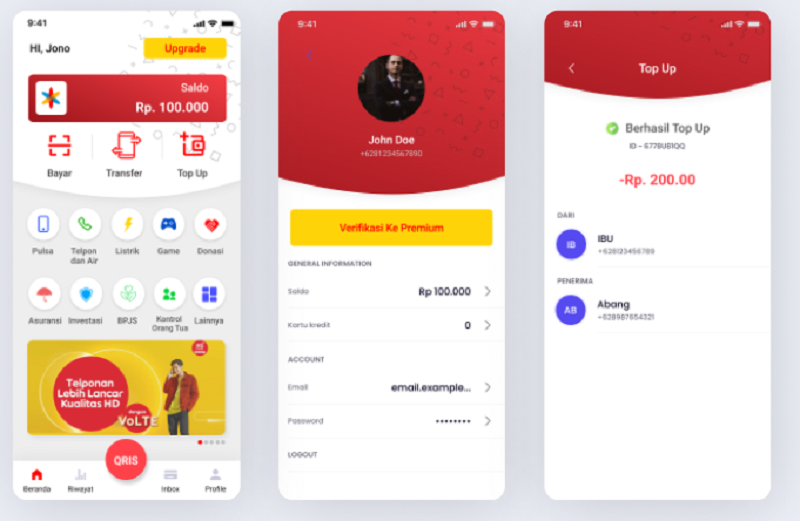 9:41
Hi, Jono
Upgrade
Saldo
Rp. 100.000
Bayar
Transfer
Top Up
Pulsa
Telpon
dan Air
Listrik
Game
Donasi
Asuransi
Investasi
BPJS
Kontrol
Orang Tua
Lainnya
Telponan
Lebih Lancar
Kualitas HD
dengan
VoLTE
QRIS
Beranda
Riwayat
Inbox
Profile
9:41
John Doe
+6281234567890
Verifikasi Ke Premium
GENERAL INFORMATION
Saldo
Rp 100.000
Kartu kredit
0
ACCOUNT
Email
email.example...
Password
••••••••
LOGOUT
9:41
Top Up
Berhasil Top Up
-Rp. 200.00
DARI
IB
IBU
+628123456789
PENERIMA
AB
Abang
+628987654321